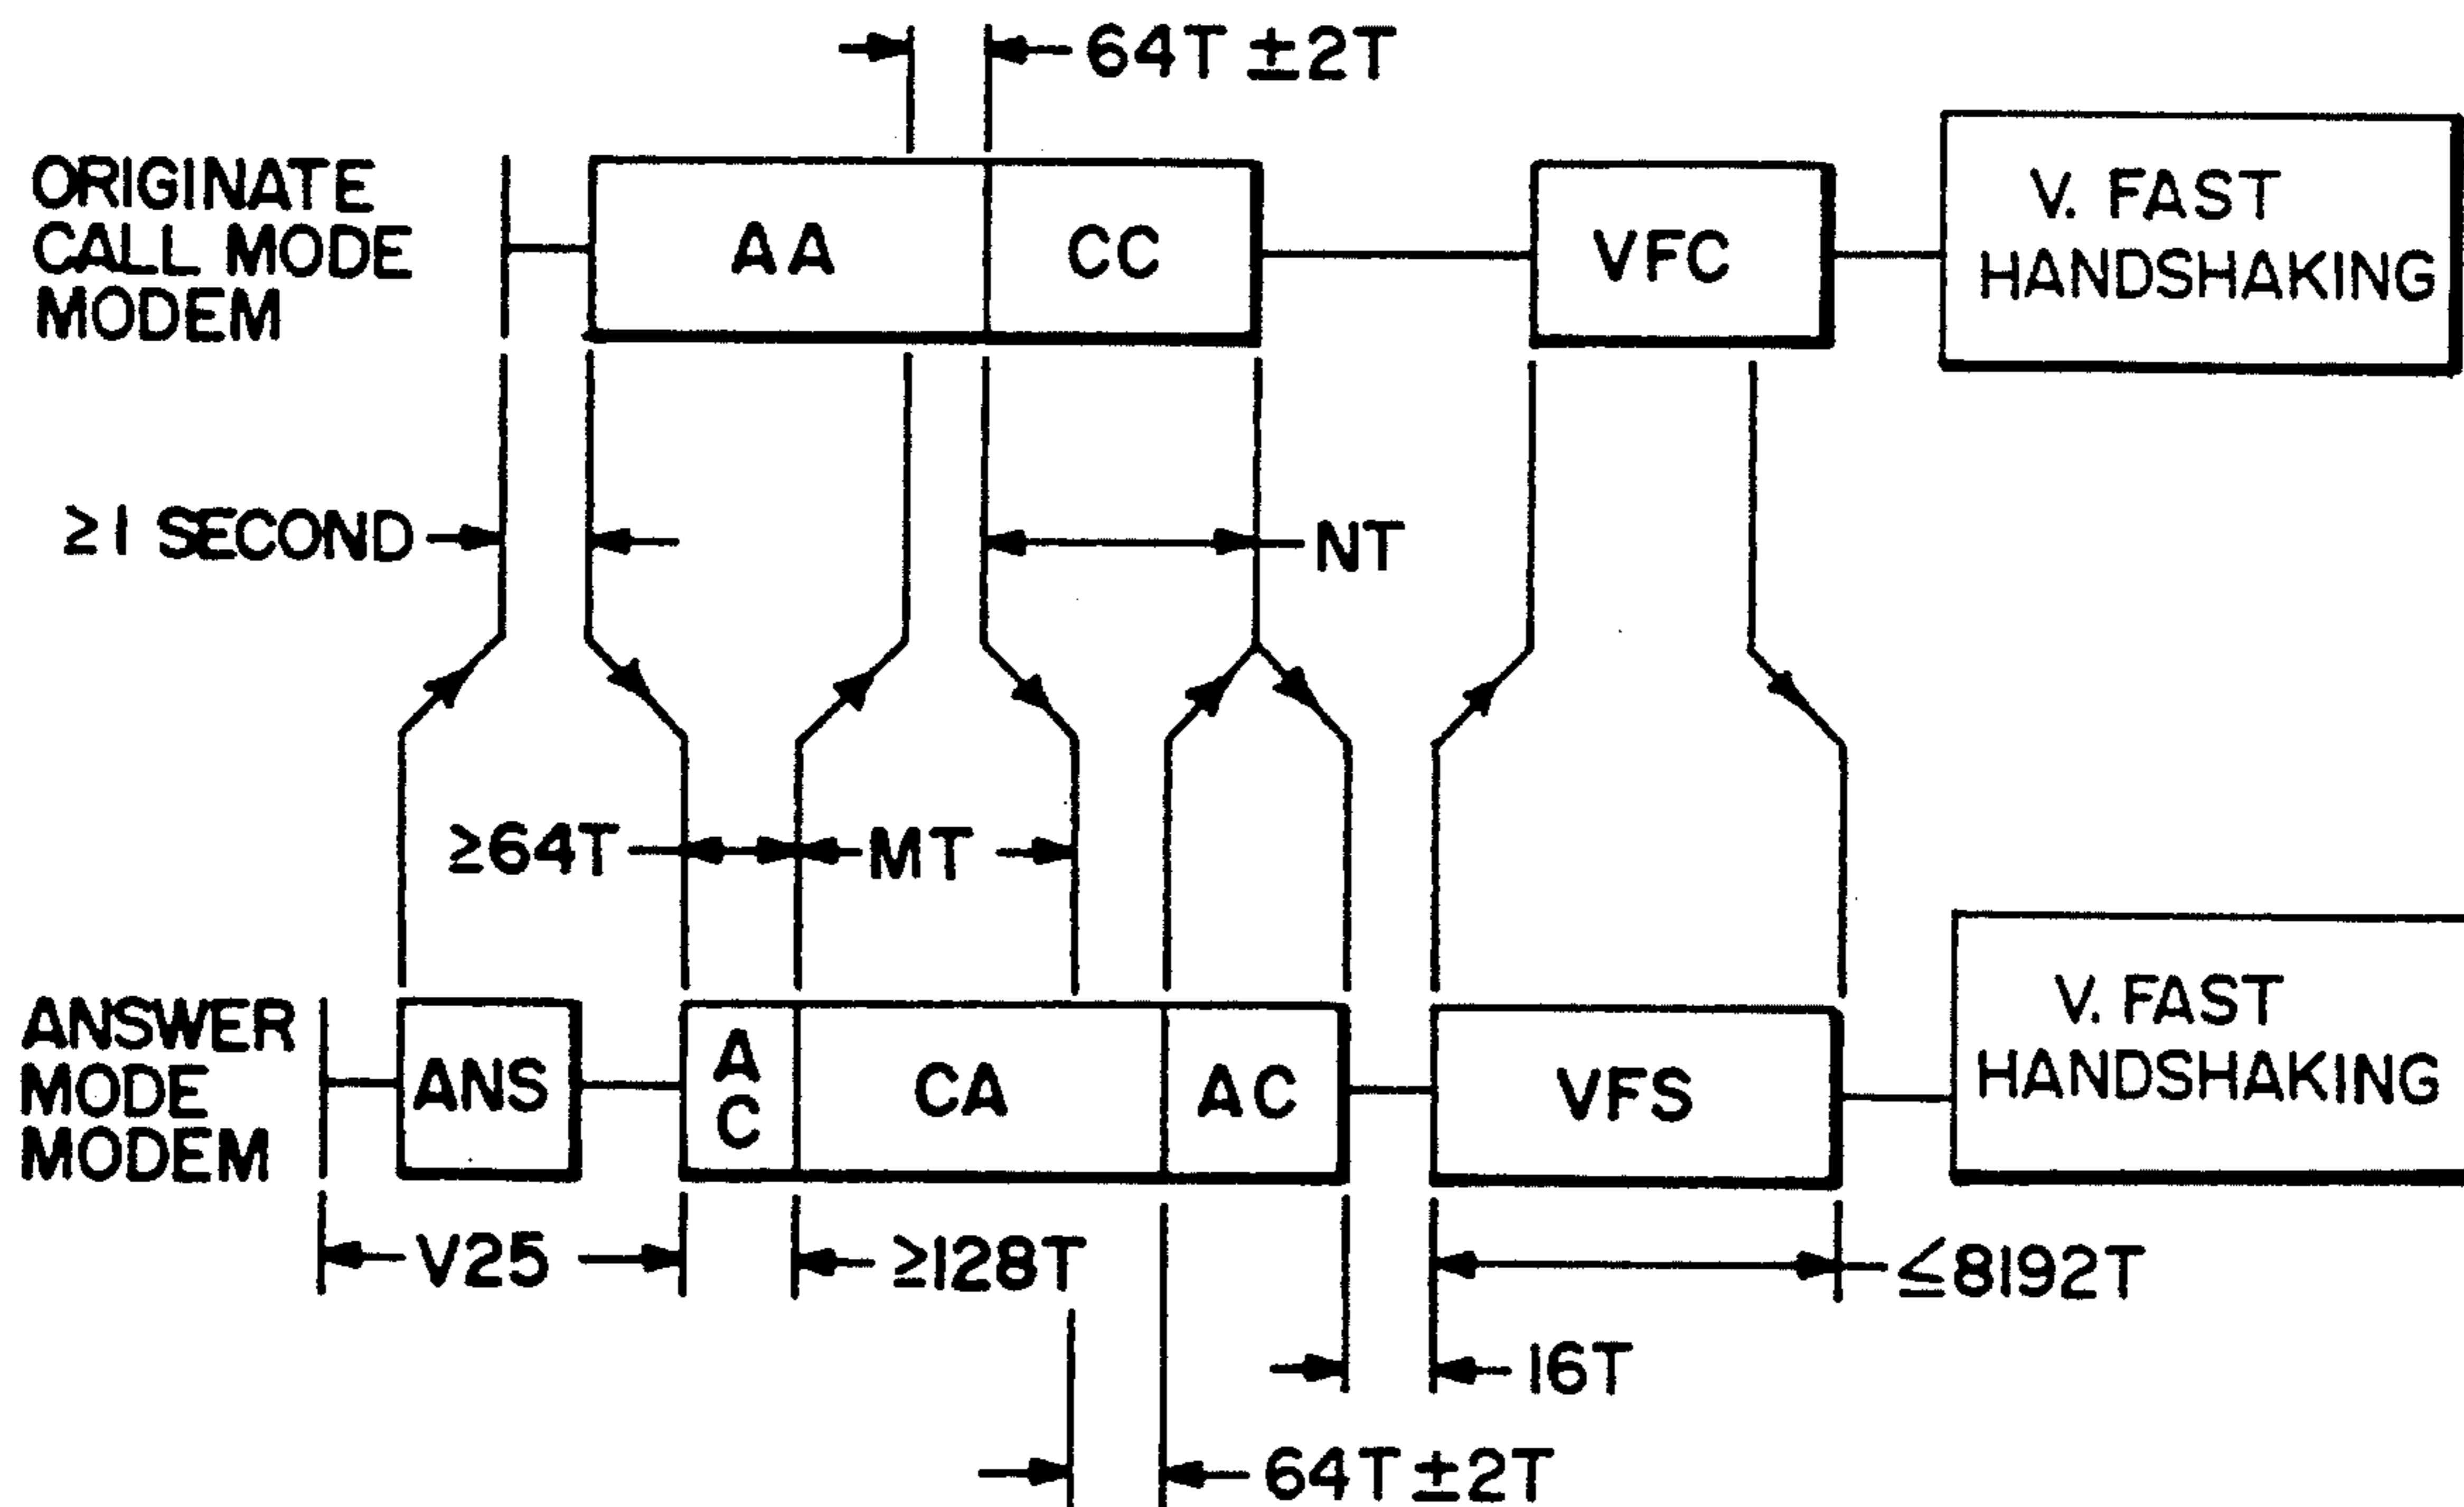 64T ±2T
ORIGINATE
CALL MODE
MODEM
AA
CC
VFC
V. FAST
HANDSHAKING
≥1 SECOND
NT
≥64T
MT
ANSWER
MODE
MODEM
ANS
A
C
CA
AC
VFS
V. FAST
HANDSHAKING
V25
≥128T
≤8192T
16T
64T±2T